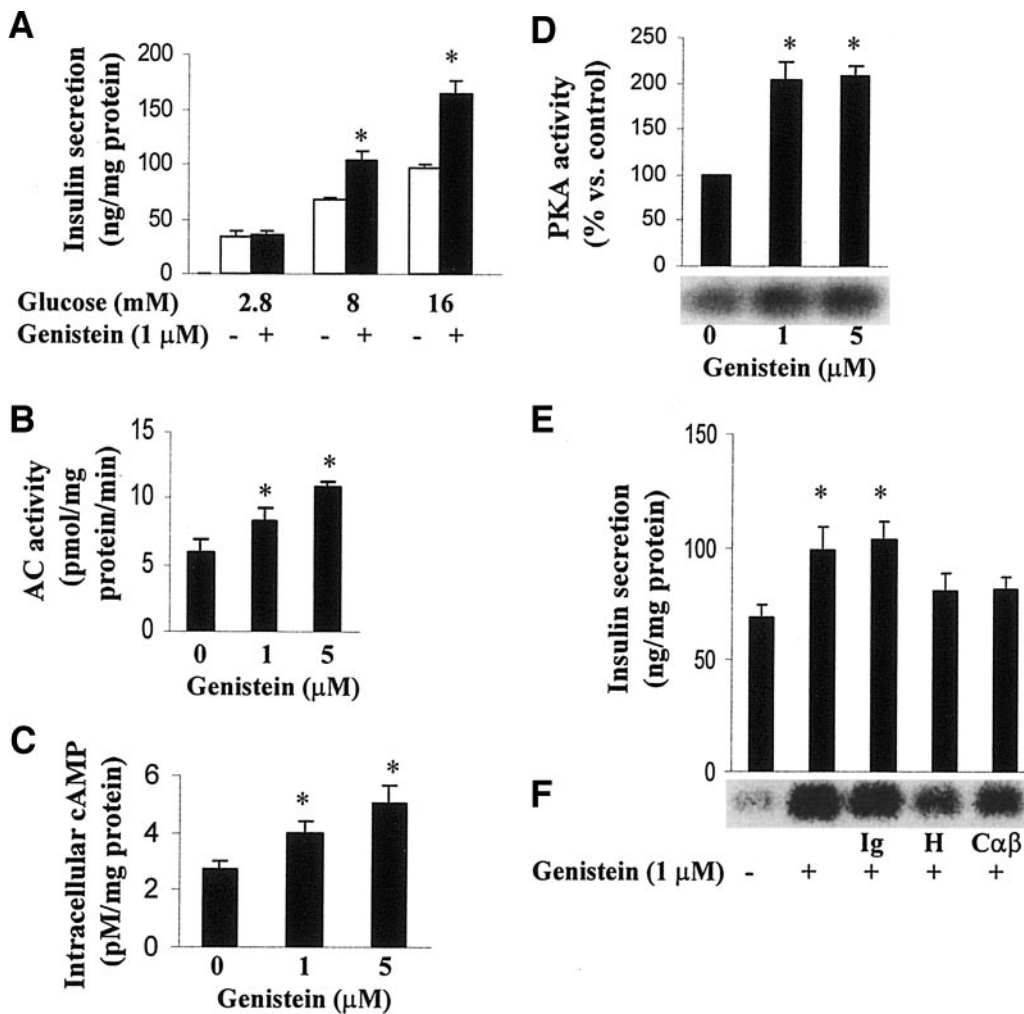 A
Insulin secretion
(ng/mg protein)
200
150
100
50
0
*
*
Glucose (mM) 2.8 8 16
Genistein (1 µM) - + - + - +
B
AC activity
(pmol/mg
protein/min)
15
10
5
0
*
*
0 1 5
Genistein (µM)
C
Intracellular cAMP
(pM/mg protein)
6
4
2
0
*
*
0 1 5
Genistein (µM)
D
PKA activity
(% vs. control)
250
200
150
100
50
0
* *
0 1 5
Genistein (µM)
E
Insulin secretion
(ng/mg protein)
150
100
50
0
* *
F
Ig H Cαβ
Genistein (1 µM) - + + + +